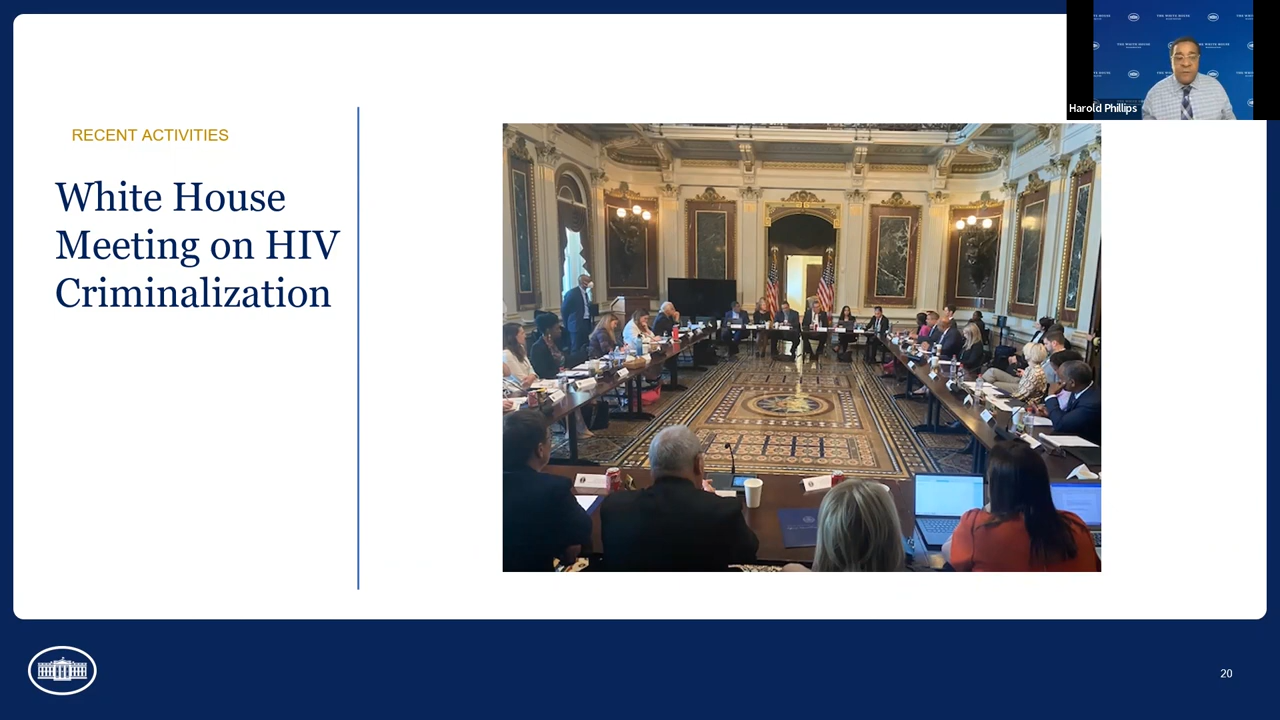 RECENT ACTIVITIES
White House
Meeting on HIV
Criminalization
Harold Phillips
20